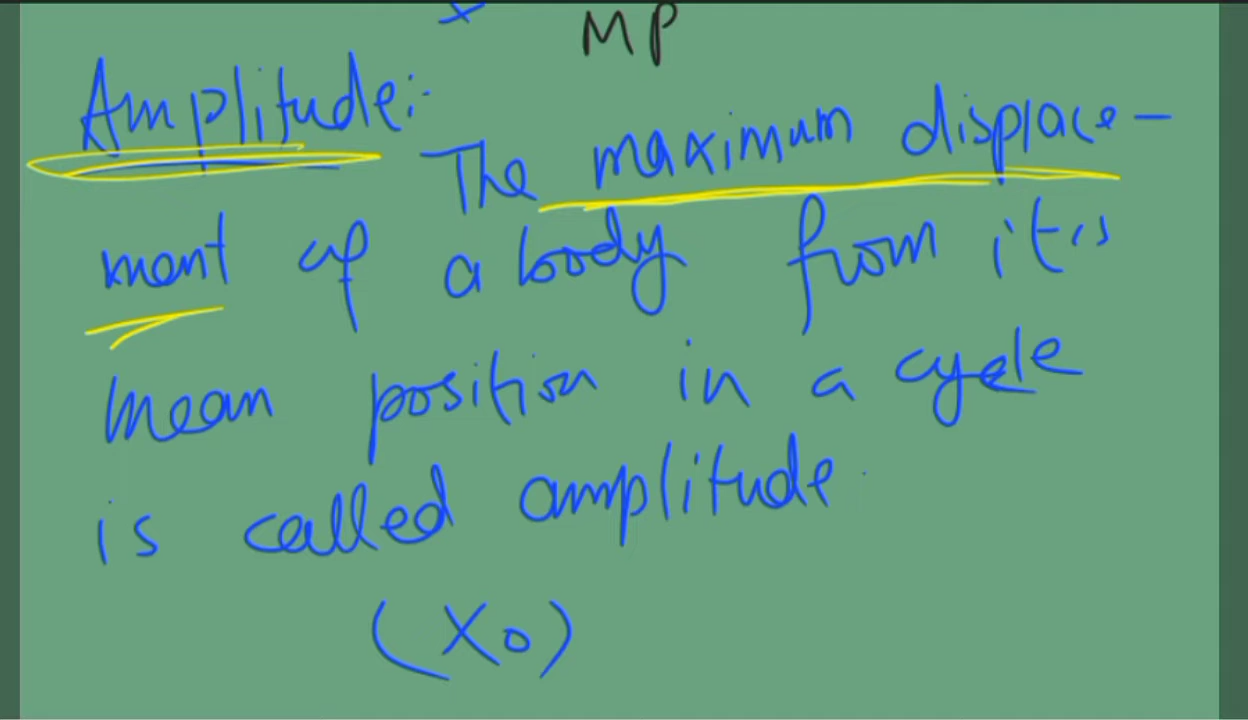 x
MP
Amplitude:-
The maximum displace-
ment of a body from it's
mean position in a cycle
is called amplitude.
(X₀)